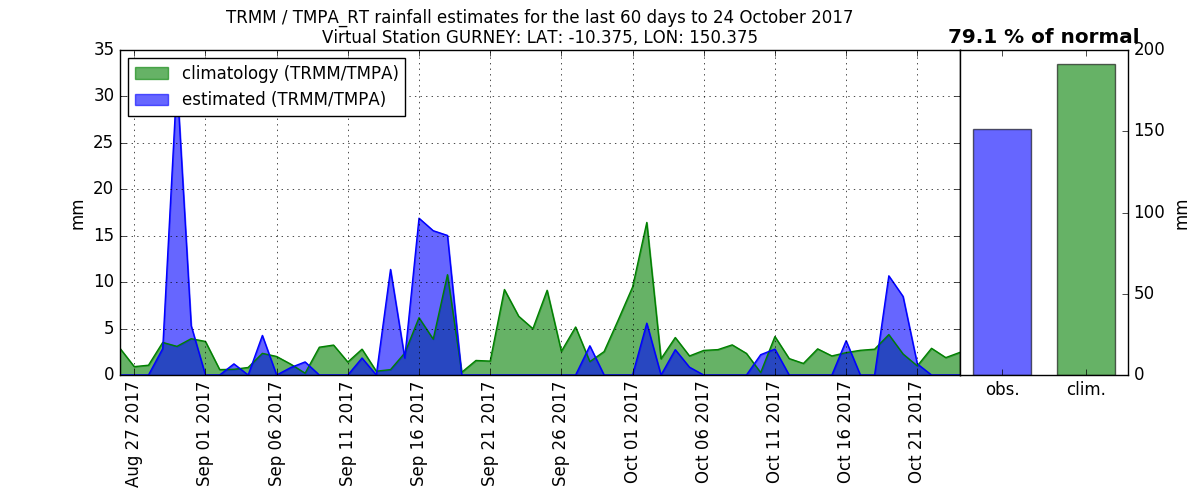 TRMM / TMPA_RT rainfall estimates for the last 60 days to 24 October 2017
Virtual Station GURNEY: LAT: -10.375, LON: 150.375
79.1 % of normal
climatology (TRMM/TMPA)
estimated (TRMM/TMPA)
mm
35
30
25
20
15
10
5
0
Aug 27 2017
Sep 01 2017
Sep 06 2017
Sep 11 2017
Sep 16 2017
Sep 21 2017
Sep 26 2017
Oct 01 2017
Oct 06 2017
Oct 11 2017
Oct 16 2017
Oct 21 2017
obs.
clim.
200
150
100
50
0
mm